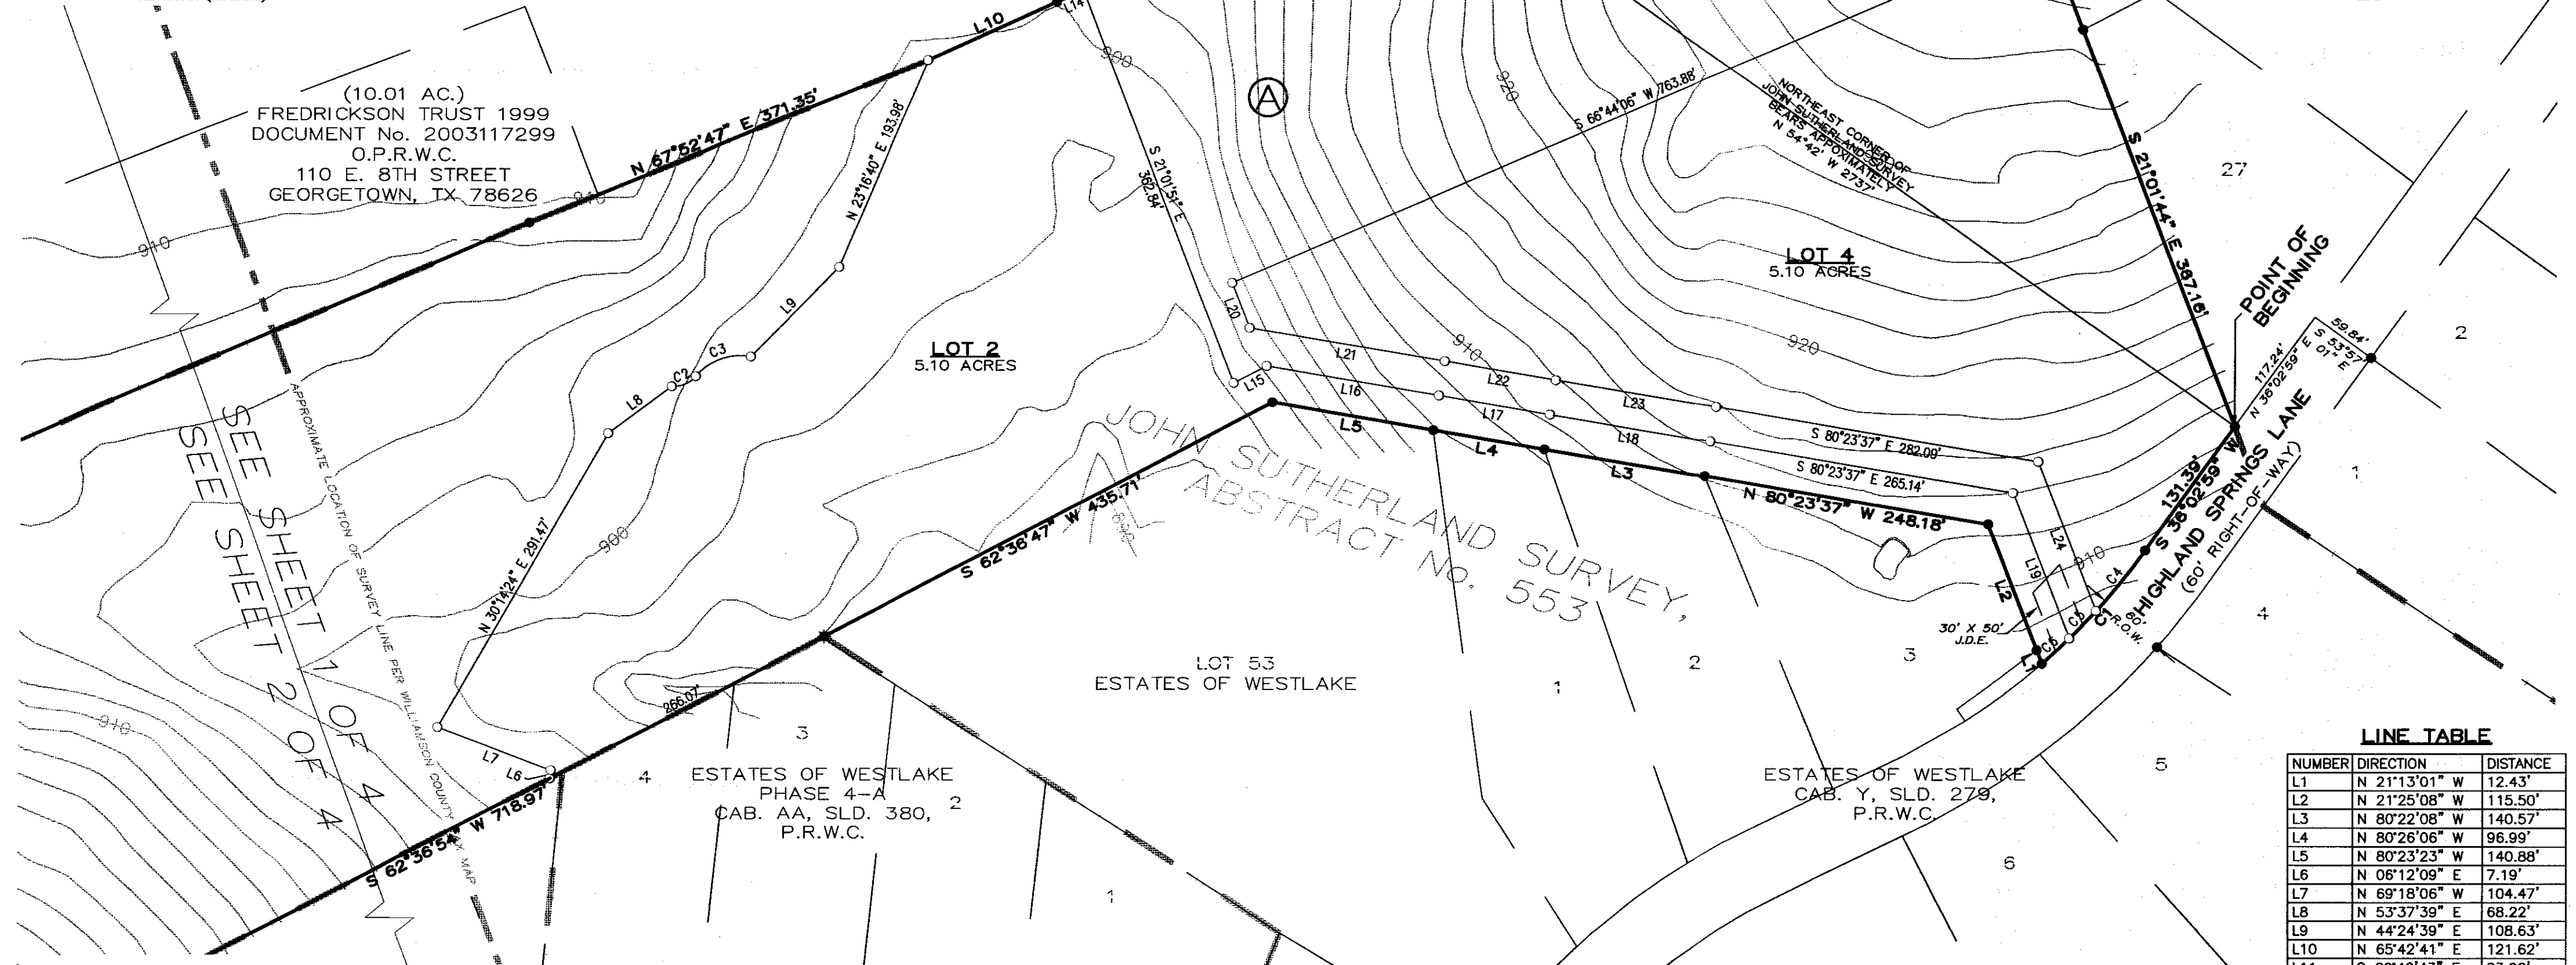 (10.01 AC.)
FREDRICKSON TRUST 1999
DOCUMENT No. 2003117299
O.P.R.W.C.
110 E. 8TH STREET
GEORGETOWN, TX 78626
910
910
N 67°52'47" E 371.35'
L10
L14
900
N 23°16'40" E 193.98'
L9
C3
C2
L8
N 30°14'24" E 291.47'
L7
L6
900
910
LOT 2
5.10 ACRES
S 21°01'51" E
362.84'
A
920
S 66°44'06" W 763.88'
NORTHEAST CORNER OF
JOHN SUTHERLAND SURVEY
BEARS APPOXIMATELY
N 54°42' W 2737'
LOT 4
5.10 ACRES
920
910
S 21°01'44" E 367.16'
27
POINT OF
BEGINNING
117.24'
N 36°02'59" E
59.84'
S 53°57'
01" E
2
1
4
5
6
L20
L21
L22
L23
S 80°23'37" E 282.09'
L24
L15
L16
L17
L18
S 80°23'37" E 265.14'
L19
L5
L4
L3
N 80°23'37" W 248.18'
L2
L1
131.39'
S 36°02'59" W
HIGHLAND SPRINGS LANE
(60' RIGHT-OF-WAY)
910
C4
C1
C5
C6
60'
R.O.W.
30' X 50'
J.D.E.
JOHN SUTHERLAND SURVEY,
ABSTRACT No. 553
S 62°36'47" W 435.71'
266.07'
S 62°36'54" W 718.97'
SEE SHEET 1 OF 4
SEE SHEET 2 OF 4
APPROXIMATE LOCATION OF SURVEY LINE PER WILLIAMSON COUNTY TAX MAP
LOT 53
ESTATES OF WESTLAKE
1
2
3
4
3
2
1
ESTATES OF WESTLAKE
PHASE 4-A
CAB. AA, SLD. 380,
P.R.W.C.
ESTATES OF WESTLAKE
CAB. Y, SLD. 279,
P.R.W.C.
LINE TABLE
NUMBER DIRECTION DISTANCE
L1 N 21°13'01" W 12.43'
L2 N 21°25'08" W 115.50'
L3 N 80°22'08" W 140.57'
L4 N 80°26'06" W 96.99'
L5 N 80°23'23" W 140.88'
L6 N 06°12'09" E 7.19'
L7 N 69°18'06" W 104.47'
L8 N 53°37'39" E 68.22'
L9 N 44°24'39" E 108.63'
L10 N 65°42'41" E 121.62'